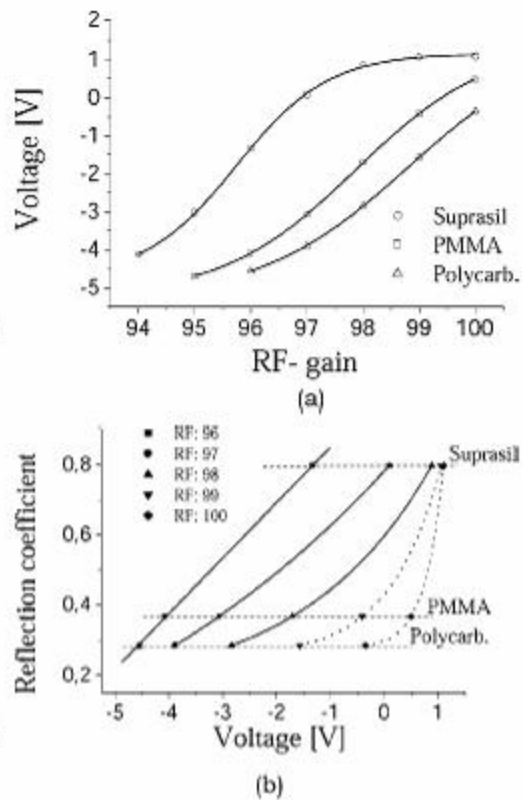 2
1
0
-1
-2
-3
-4
-5
Voltage [V]
Suprasil
PMMA
Polycarb.
94 95 96 97 98 99 100
RF- gain
(a)
RF: 96
RF: 97
RF: 98
RF: 99
RF: 100
0.8
0.6
0.4
0,2
Reflection coefficient
Suprasil
PMMA
Polycarb.
-5 -4 -3 -2 -1 0 1
Voltage [V]
(b)